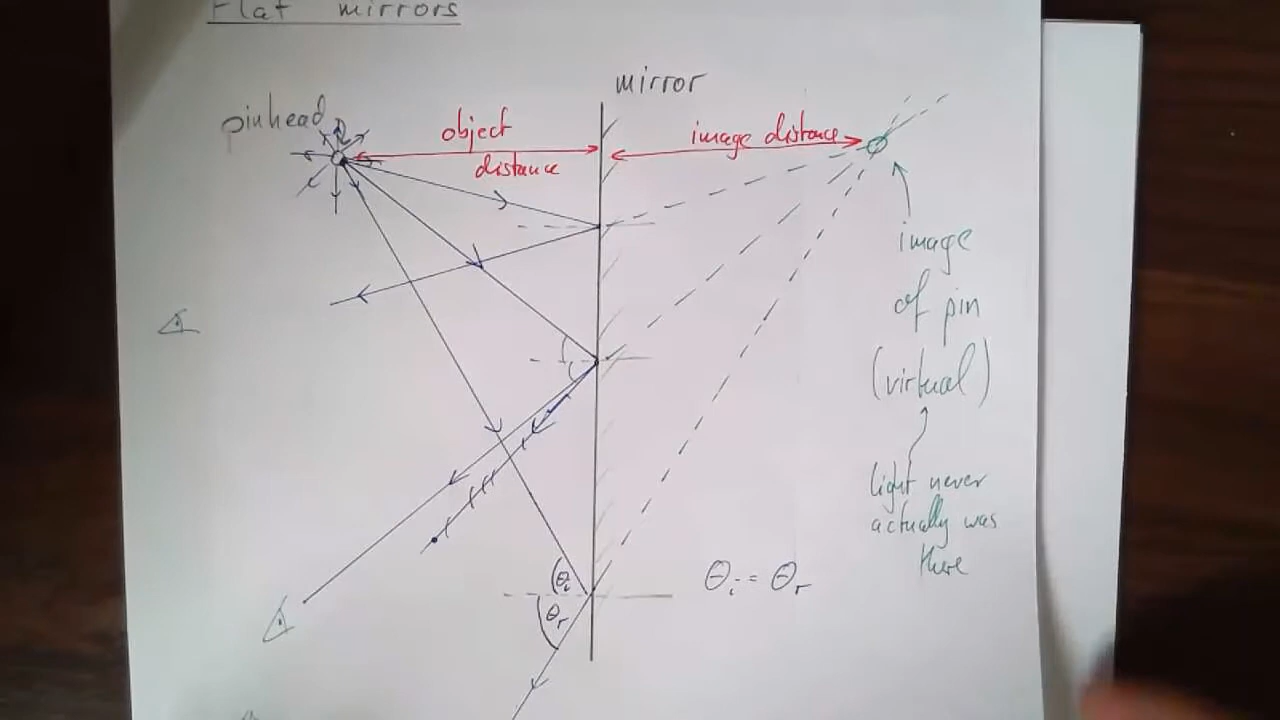 Flat mirrors
mirror
pinhead
object
distance
image distance
image
of pin
(virtual)
light never
actually was
there
θi
θr
θi = θr